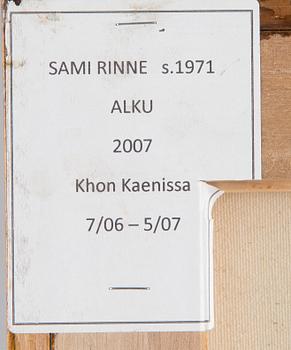 SAMI RINNE s.1971
ALKU
2007
Khon Kaenissa
7/06 – 5/07